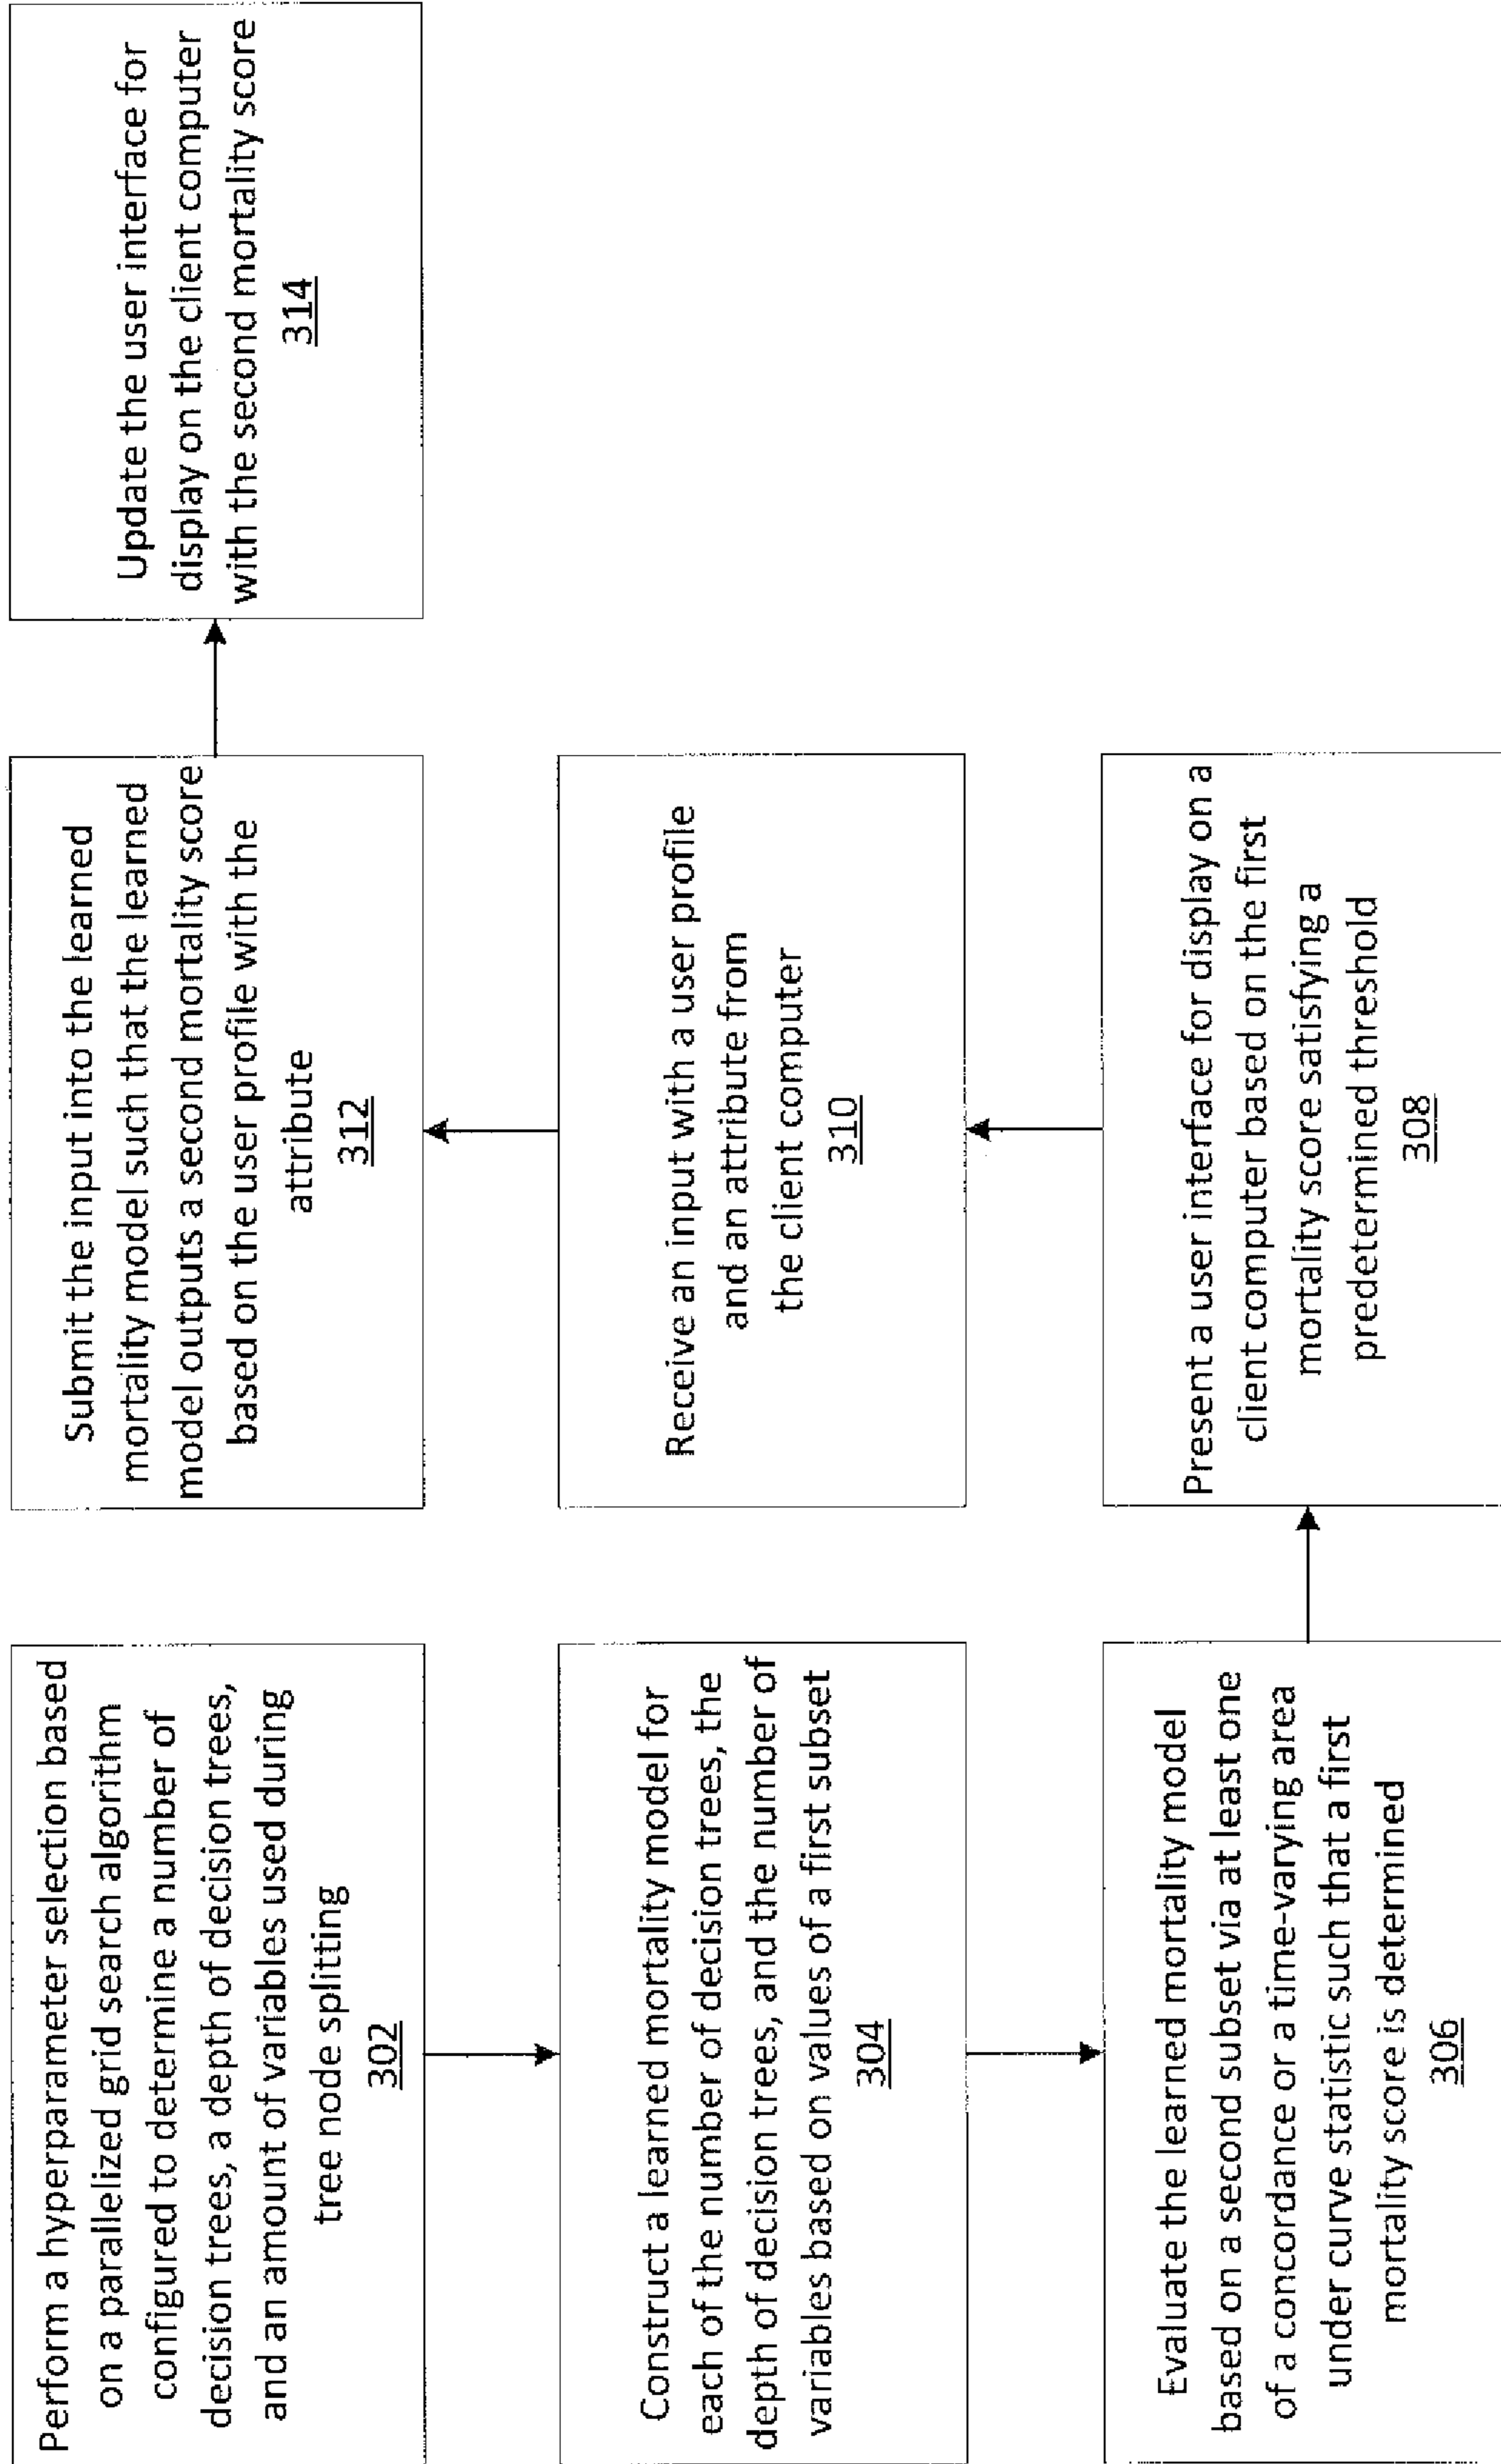 Perform a hyperparameter selection based
on a parallelized grid search algorithm
configured to determine a number of
decision trees, a depth of decision trees,
and an amount of variables used during
tree node splitting
302
Construct a learned mortality model for
each of the number of decision trees, the
depth of decision trees, and the number of
variables based on values of a first subset
304
Evaluate the learned mortality model
based on a second subset via at least one
of a concordance or a time-varying area
under curve statistic such that a first
mortality score is determined
306
Present a user interface for display on a
client computer based on the first
mortality score satisfying a
predetermined threshold
308
Receive an input with a user profile
and an attribute from
the client computer
310
Submit the input into the learned
mortality model such that the learned
model outputs a second mortality score
based on the user profile with the
attribute
312
Update the user interface for
display on the client computer
with the second mortality score
314